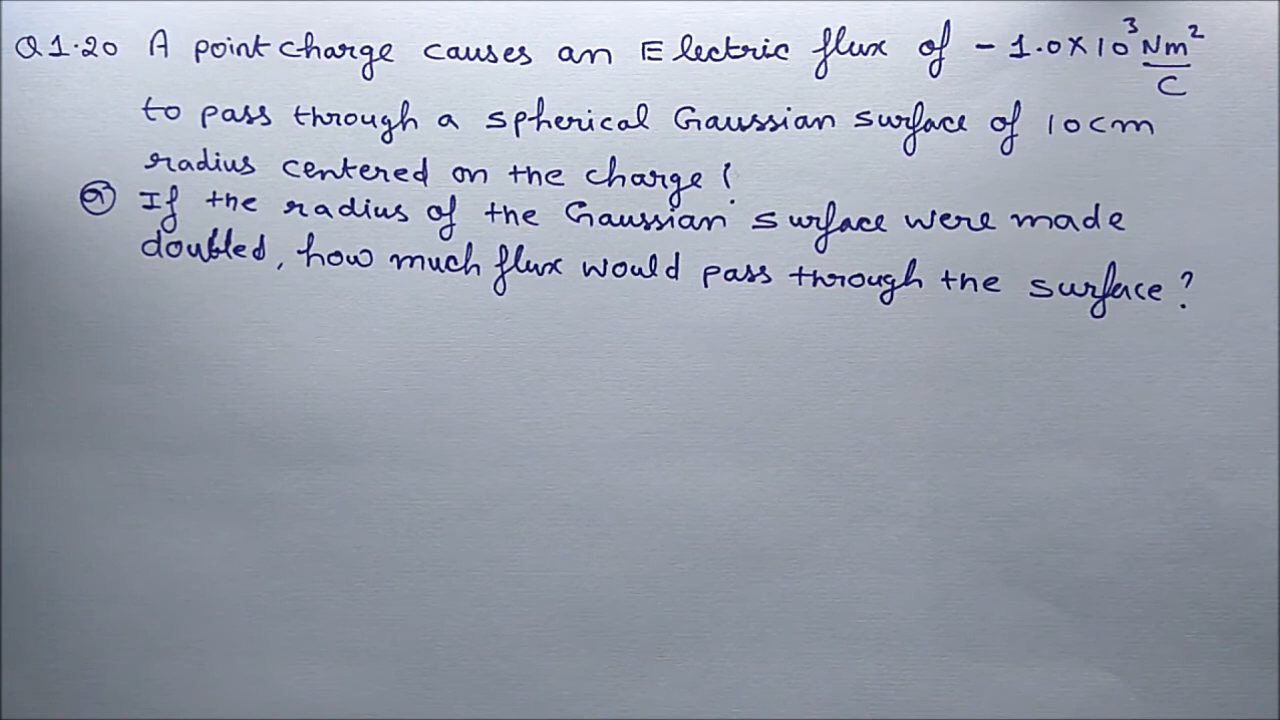 Q1.20 A point charge causes an Electric flux of - 1.0×10³ Nm²/C
to pass through a spherical Gaussian surface of 10cm
radius centered on the charge!
(a) If the radius of the Gaussian surface were made
doubled, how much flux would pass through the surface?